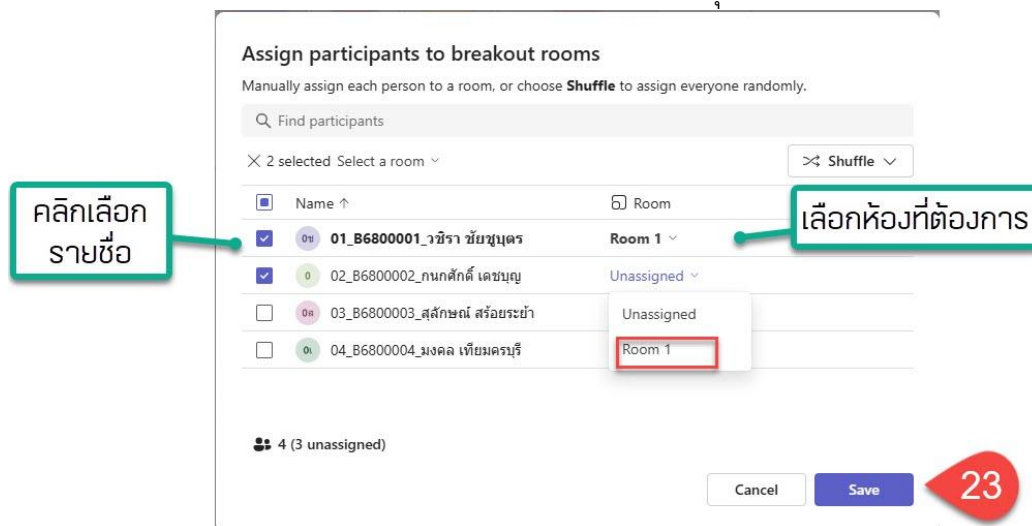 Assign participants to breakout rooms
Manually assign each person to a room, or choose Shuffle to assign everyone randomly.
Find participants
2 selected Select a room
Shuffle
Name ↑
Room
คลิกเลือก
รายชื่อ
เลือกห้องที่ต้องการ
01_B6800001_วชิรา ชัยชูบุตร
Room 1
02_B6800002_กนกศักดิ์ เดชบุญ
Unassigned
03_B6800003_สุลักษณ์ สร้อยระย้า
Unassigned
04_B6800004_มงคล เทียมครบุรี
Room 1
4 (3 unassigned)
Cancel
Save
23